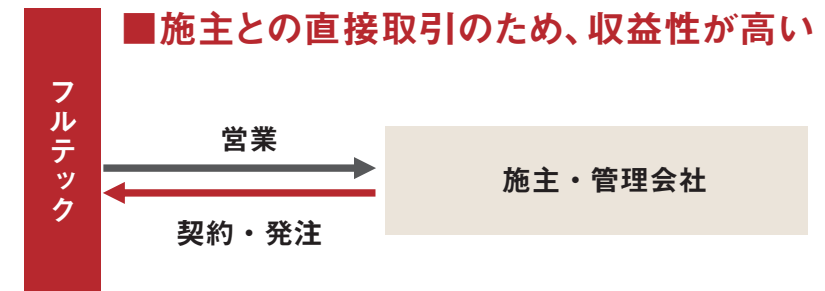 ■施主との直接取引のため、収益性が高い
フルテック
営業
施主・管理会社
契約・発注